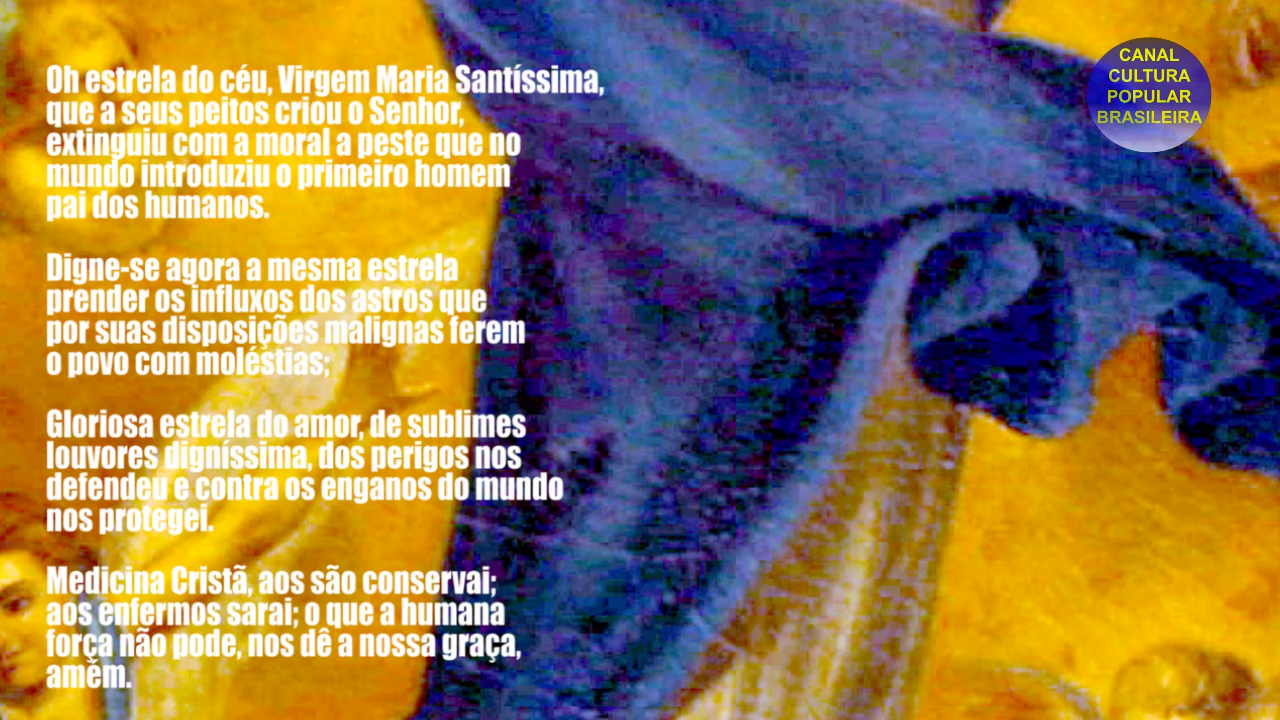 Oh estrela do céu, Virgem Maria Santíssima,
que a seus peitos criou o Senhor,
extinguiu com a moral a peste que no
mundo introduziu o primeiro homem
pai dos humanos.
Digne-se agora a mesma estrela
prender os influxos dos astros que
por suas disposições malignas ferem
o povo com moléstias;
Gloriosa estrela do amor, de sublimes
louvores digníssima, dos perigos nos
defendeu e contra os enganos do mundo
nos protegei.
Medicina Cristã, aos são conservai;
aos enfermos sarai; o que a humana
força não pode, nos dê a nossa graça,
amém.
CANAL
CULTURA
POPULAR
BRASILEIRA